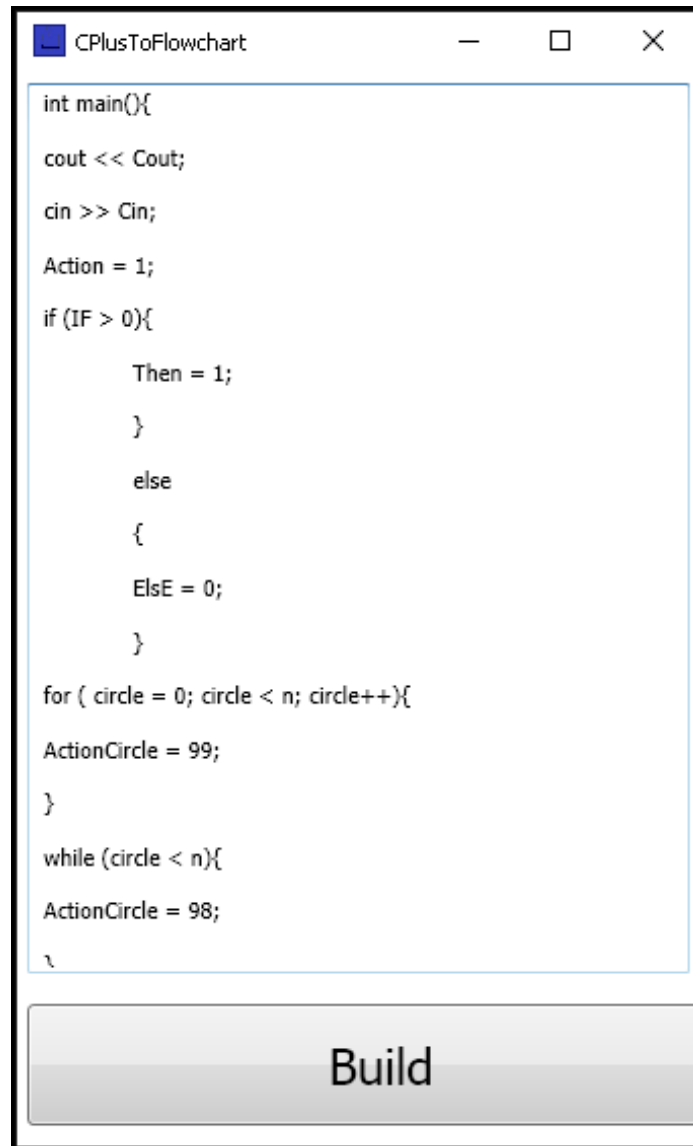 CPlusToFlowchart
int main(){
cout << Cout;
cin >> Cin;
Action = 1;
if (IF > 0){
Then = 1;
}
else
{
ElsE = 0;
}
for ( circle = 0; circle < n; circle++){
ActionCircle = 99;
}
while (circle < n){
ActionCircle = 98;
}
Build